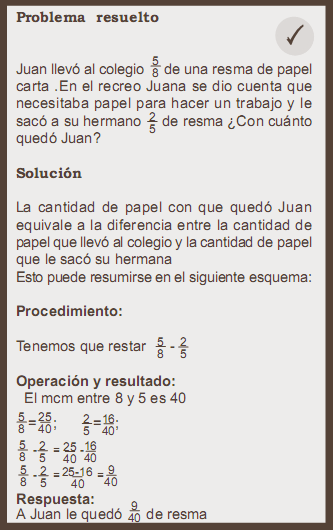 Problema resuelto
Juan llevó al colegio 5/8 de una resma de papel
carta .En el recreo Juana se dio cuenta que
necesitaba papel para hacer un trabajo y le
sacó a su hermano 2/5 de resma ¿Con cuánto
quedó Juan?
Solución
La cantidad de papel con que quedó Juan
equivale a la diferencia entre la cantidad de
papel que llevó al colegio y la cantidad de papel
que le sacó su hermana
Esto puede resumirse en el siguiente esquema:
Procedimiento:
Tenemos que restar 5/8 - 2/5
Operación y resultado:
El mcm entre 8 y 5 es 40
5/8 = 25/40; 2/5 = 16/40;
5/8 - 2/5 = 25/40 - 16/40
5/8 - 2/5 = 25-16/40 = 9/40
Respuesta:
A Juan le quedó 9/40 de resma